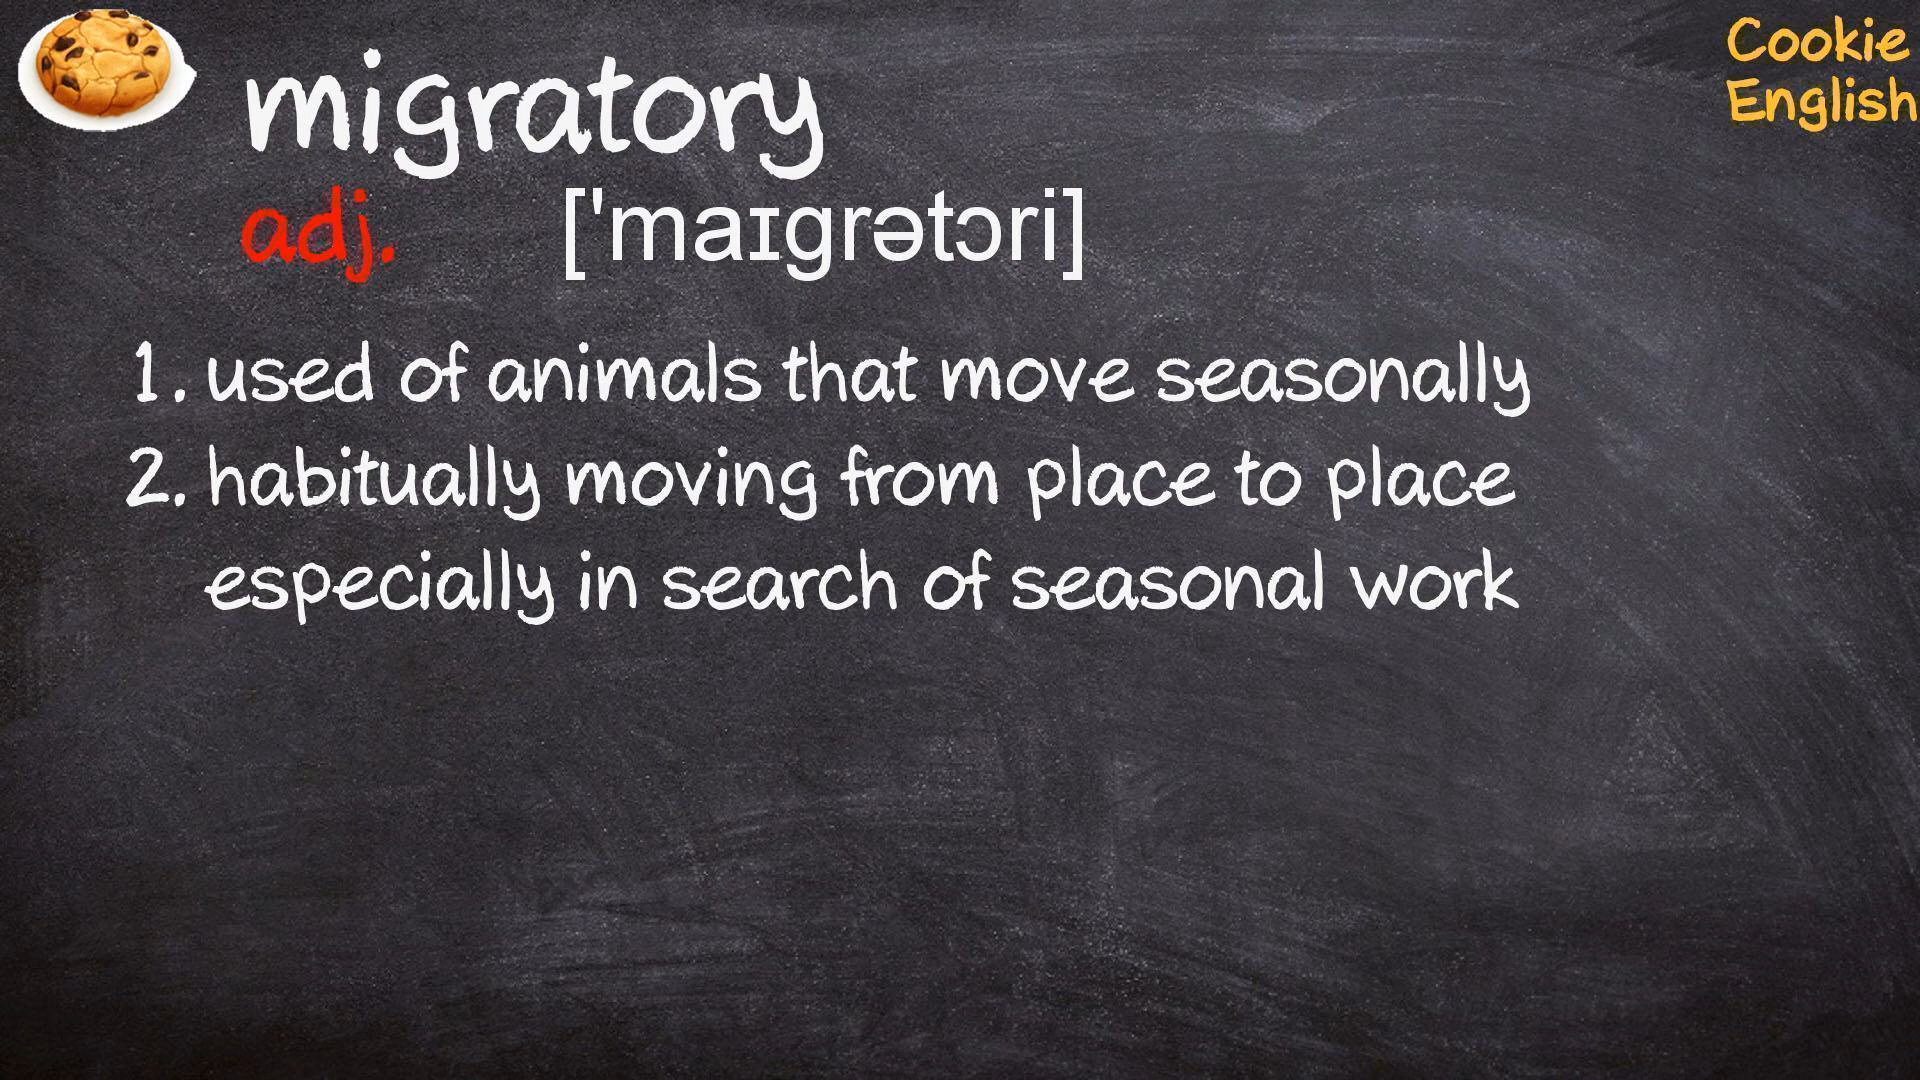 Cookie
English
migratory
adj. ['maɪgrətɔri]
1. used of animals that move seasonally
2. habitually moving from place to place
especially in search of seasonal work